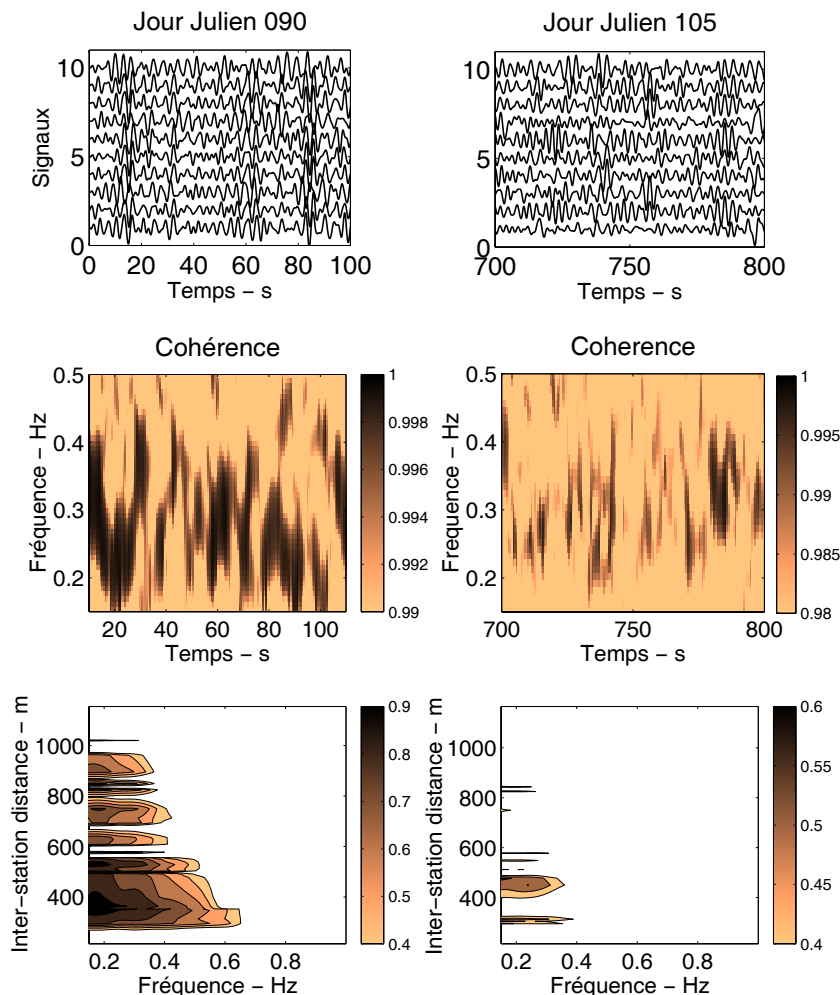 Jour Julien 090
Jour Julien 105
Signaux
10
5
0
0 20 40 60 80 100
Temps – s
10
5
0
700 750 800
Temps – s
Cohérence
Coherence
Fréquence – Hz
0.5
0.4
0.3
0.2
20 40 60 80 100
Temps – s
1
0.998
0.996
0.994
0.992
0.99
Frequence – Hz
0.5
0.4
0.3
0.2
700 750 800
Temps – s
1
0.995
0.99
0.985
0.98
Inter–station distance – m
1000
800
600
400
0.2 0.4 0.6 0.8
Fréquence – Hz
0.9
0.8
0.7
0.6
0.5
0.4
Inter–station distance – m
1000
800
600
400
0.2 0.4 0.6 0.8
Fréquence – Hz
0.6
0.55
0.5
0.45
0.4